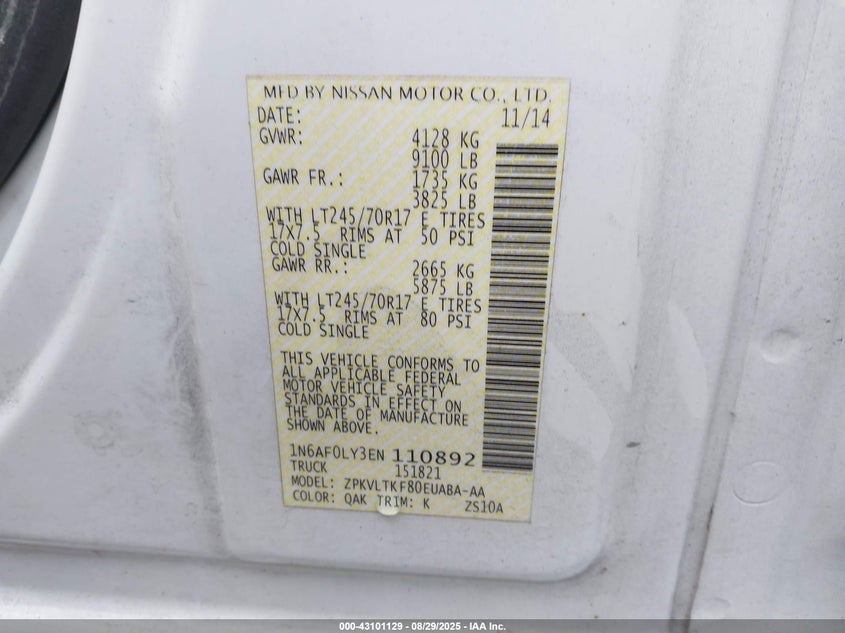 MFD BY NISSAN MOTOR CO., LTD.
DATE: 11/14
GVWR: 4128 KG
9100 LB
GAWR FR.: 1735 KG
3825 LB
WITH LT245/70R17 E TIRES
17X7.5 RIMS AT 50 PSI
COLD SINGLE
GAWR RR.: 2665 KG
5875 LB
WITH LT245/70R17 E TIRES
17X7.5 RIMS AT 80 PSI
COLD SINGLE
THIS VEHICLE CONFORMS TO
ALL APPLICABLE FEDERAL
MOTOR VEHICLE SAFETY
STANDARDS IN EFFECT ON
THE DATE OF MANUFACTURE
SHOWN ABOVE.
1N6AF0LY3EN 110892
TRUCK 151821
MODEL: ZPKVLTKF80EUABA-AA
COLOR: QAK TRIM: K ZS10A
000-43101129 - 08/29/2025 - IAA Inc.